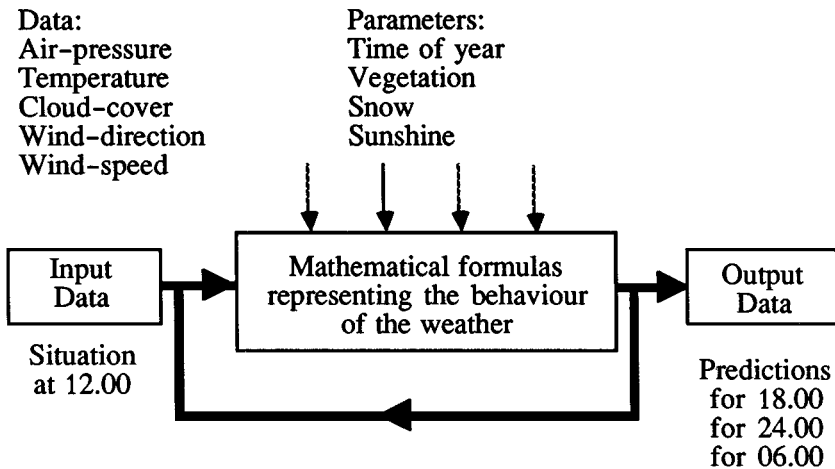 Data:
Air-pressure
Temperature
Cloud-cover
Wind-direction
Wind-speed
Parameters:
Time of year
Vegetation
Snow
Sunshine
Input
Data
Mathematical formulas
representing the behaviour
of the weather
Output
Data
Situation
at 12.00
Predictions
for 18.00
for 24.00
for 06.00